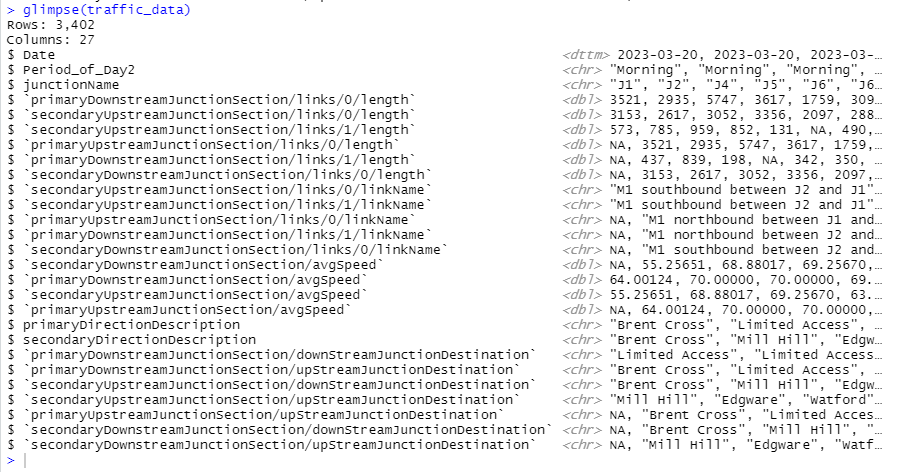 > glimpse(traffic_data)
Rows: 3,402
Columns: 27
$ Date <dttm> 2023-03-20, 2023-03-20, 2023-03-…
$ Period_of_Day2 <chr> "Morning", "Morning", "Morning", …
$ junctionName <chr> "J1", "J2", "J4", "J5", "J6", "J6…
$ `primaryDownstreamJunctionSection/links/0/length` <dbl> 3521, 2935, 5747, 3617, 1759, 309…
$ `secondaryUpstreamJunctionSection/links/0/length` <dbl> 3153, 2617, 3052, 3356, 2097, 288…
$ `secondaryUpstreamJunctionSection/links/1/length` <dbl> 573, 785, 959, 852, 131, NA, 490,…
$ `primaryUpstreamJunctionSection/links/0/length` <dbl> NA, 3521, 2935, 5747, 3617, 1759,…
$ `primaryUpstreamJunctionSection/links/1/length` <dbl> NA, 437, 839, 198, NA, 342, 350, …
$ `secondaryDownstreamJunctionSection/links/0/length` <dbl> NA, 3153, 2617, 3052, 3356, 2097,…
$ `secondaryUpstreamJunctionSection/links/0/linkName` <chr> "M1 southbound between J2 and J1"…
$ `secondaryUpstreamJunctionSection/links/1/linkName` <chr> "M1 southbound between J2 and J1"…
$ `primaryUpstreamJunctionSection/links/0/linkName` <chr> NA, "M1 northbound between J1 and…
$ `primaryUpstreamJunctionSection/links/1/linkName` <chr> NA, "M1 northbound between J2 and…
$ `secondaryDownstreamJunctionSection/links/0/linkName` <chr> NA, "M1 southbound between J2 and…
$ `secondaryDownstreamJunctionSection/avgSpeed` <dbl> NA, 55.25651, 68.88017, 69.25670,…
$ `primaryDownstreamJunctionSection/avgSpeed` <dbl> 64.00124, 70.00000, 70.00000, 69.…
$ `secondaryUpstreamJunctionSection/avgSpeed` <dbl> 55.25651, 68.88017, 69.25670, 63.…
$ `primaryUpstreamJunctionSection/avgSpeed` <dbl> NA, 64.00124, 70.00000, 70.00000,…
$ primaryDirectionDescription <chr> "Brent Cross", "Limited Access", …
$ secondaryDirectionDescription <chr> "Brent Cross", "Mill Hill", "Edgw…
$ `primaryDownstreamJunctionSection/downStreamJunctionDestination` <chr> "Limited Access", "Limited Access…
$ `primaryDownstreamJunctionSection/upStreamJunctionDestination` <chr> "Brent Cross", "Limited Access", …
$ `secondaryUpstreamJunctionSection/downStreamJunctionDestination` <chr> "Brent Cross", "Mill Hill", "Edgw…
$ `secondaryUpstreamJunctionSection/upStreamJunctionDestination` <chr> "Mill Hill", "Edgware", "Watford"…
$ `primaryUpstreamJunctionSection/upStreamJunctionDestination` <chr> NA, "Brent Cross", "Limited Acces…
$ `secondaryDownstreamJunctionSection/downStreamJunctionDestination` <chr> NA, "Brent Cross", "Mill Hill", "…
$ `secondaryDownstreamJunctionSection/upStreamJunctionDestination` <chr> NA, "Mill Hill", "Edgware", "Watf…
>